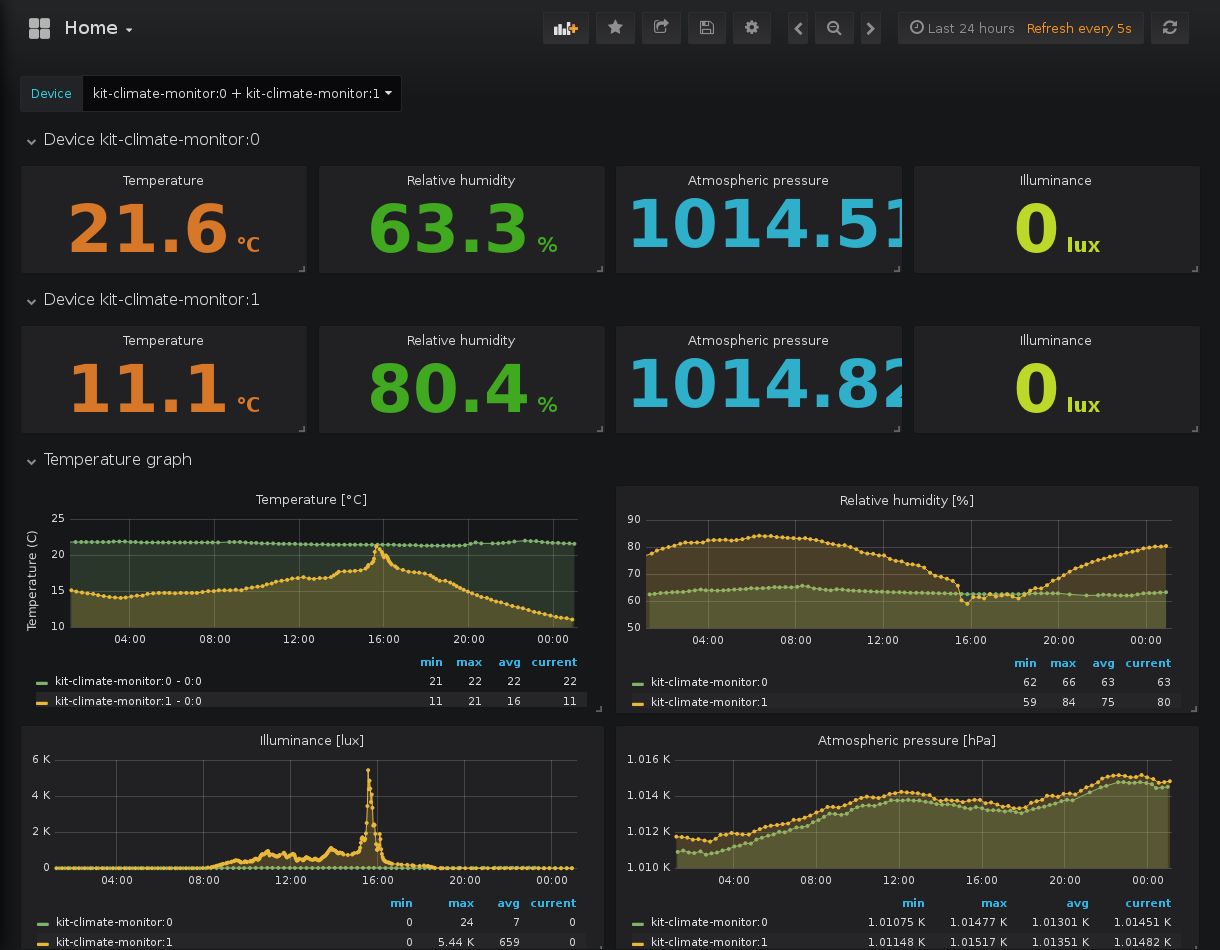 Home
Last 24 hours Refresh every 5s
Device kit-climate-monitor:0 + kit-climate-monitor:1
Device kit-climate-monitor:0
Temperature Relative humidity Atmospheric pressure Illuminance
21.6 °C 63.3 % 1014.51 0 lux
Device kit-climate-monitor:1
Temperature Relative humidity Atmospheric pressure Illuminance
11.1 °C 80.4 % 1014.82 0 lux
Temperature graph
Temperature [°C]
Temperature (C)
25
20
15
10
04:00 08:00 12:00 16:00 20:00 00:00
min max avg current
kit-climate-monitor:0 - 0:0 21 22 22 22
kit-climate-monitor:1 - 0:0 11 21 16 11
Relative humidity [%]
90
80
70
60
50
04:00 08:00 12:00 16:00 20:00 00:00
min max avg current
kit-climate-monitor:0 62 66 63 63
kit-climate-monitor:1 59 84 75 80
Illuminance [lux]
6 K
4 K
2 K
0
04:00 08:00 12:00 16:00 20:00 00:00
min max avg current
kit-climate-monitor:0 0 24 7 0
kit-climate-monitor:1 0 5.44 K 659 0
Atmospheric pressure [hPa]
1.016 K
1.014 K
1.012 K
1.010 K
04:00 08:00 12:00 16:00 20:00 00:00
min max avg current
kit-climate-monitor:0 1.01075 K 1.01477 K 1.01301 K 1.01451 K
kit-climate-monitor:1 1.01148 K 1.01517 K 1.01351 K 1.01482 K